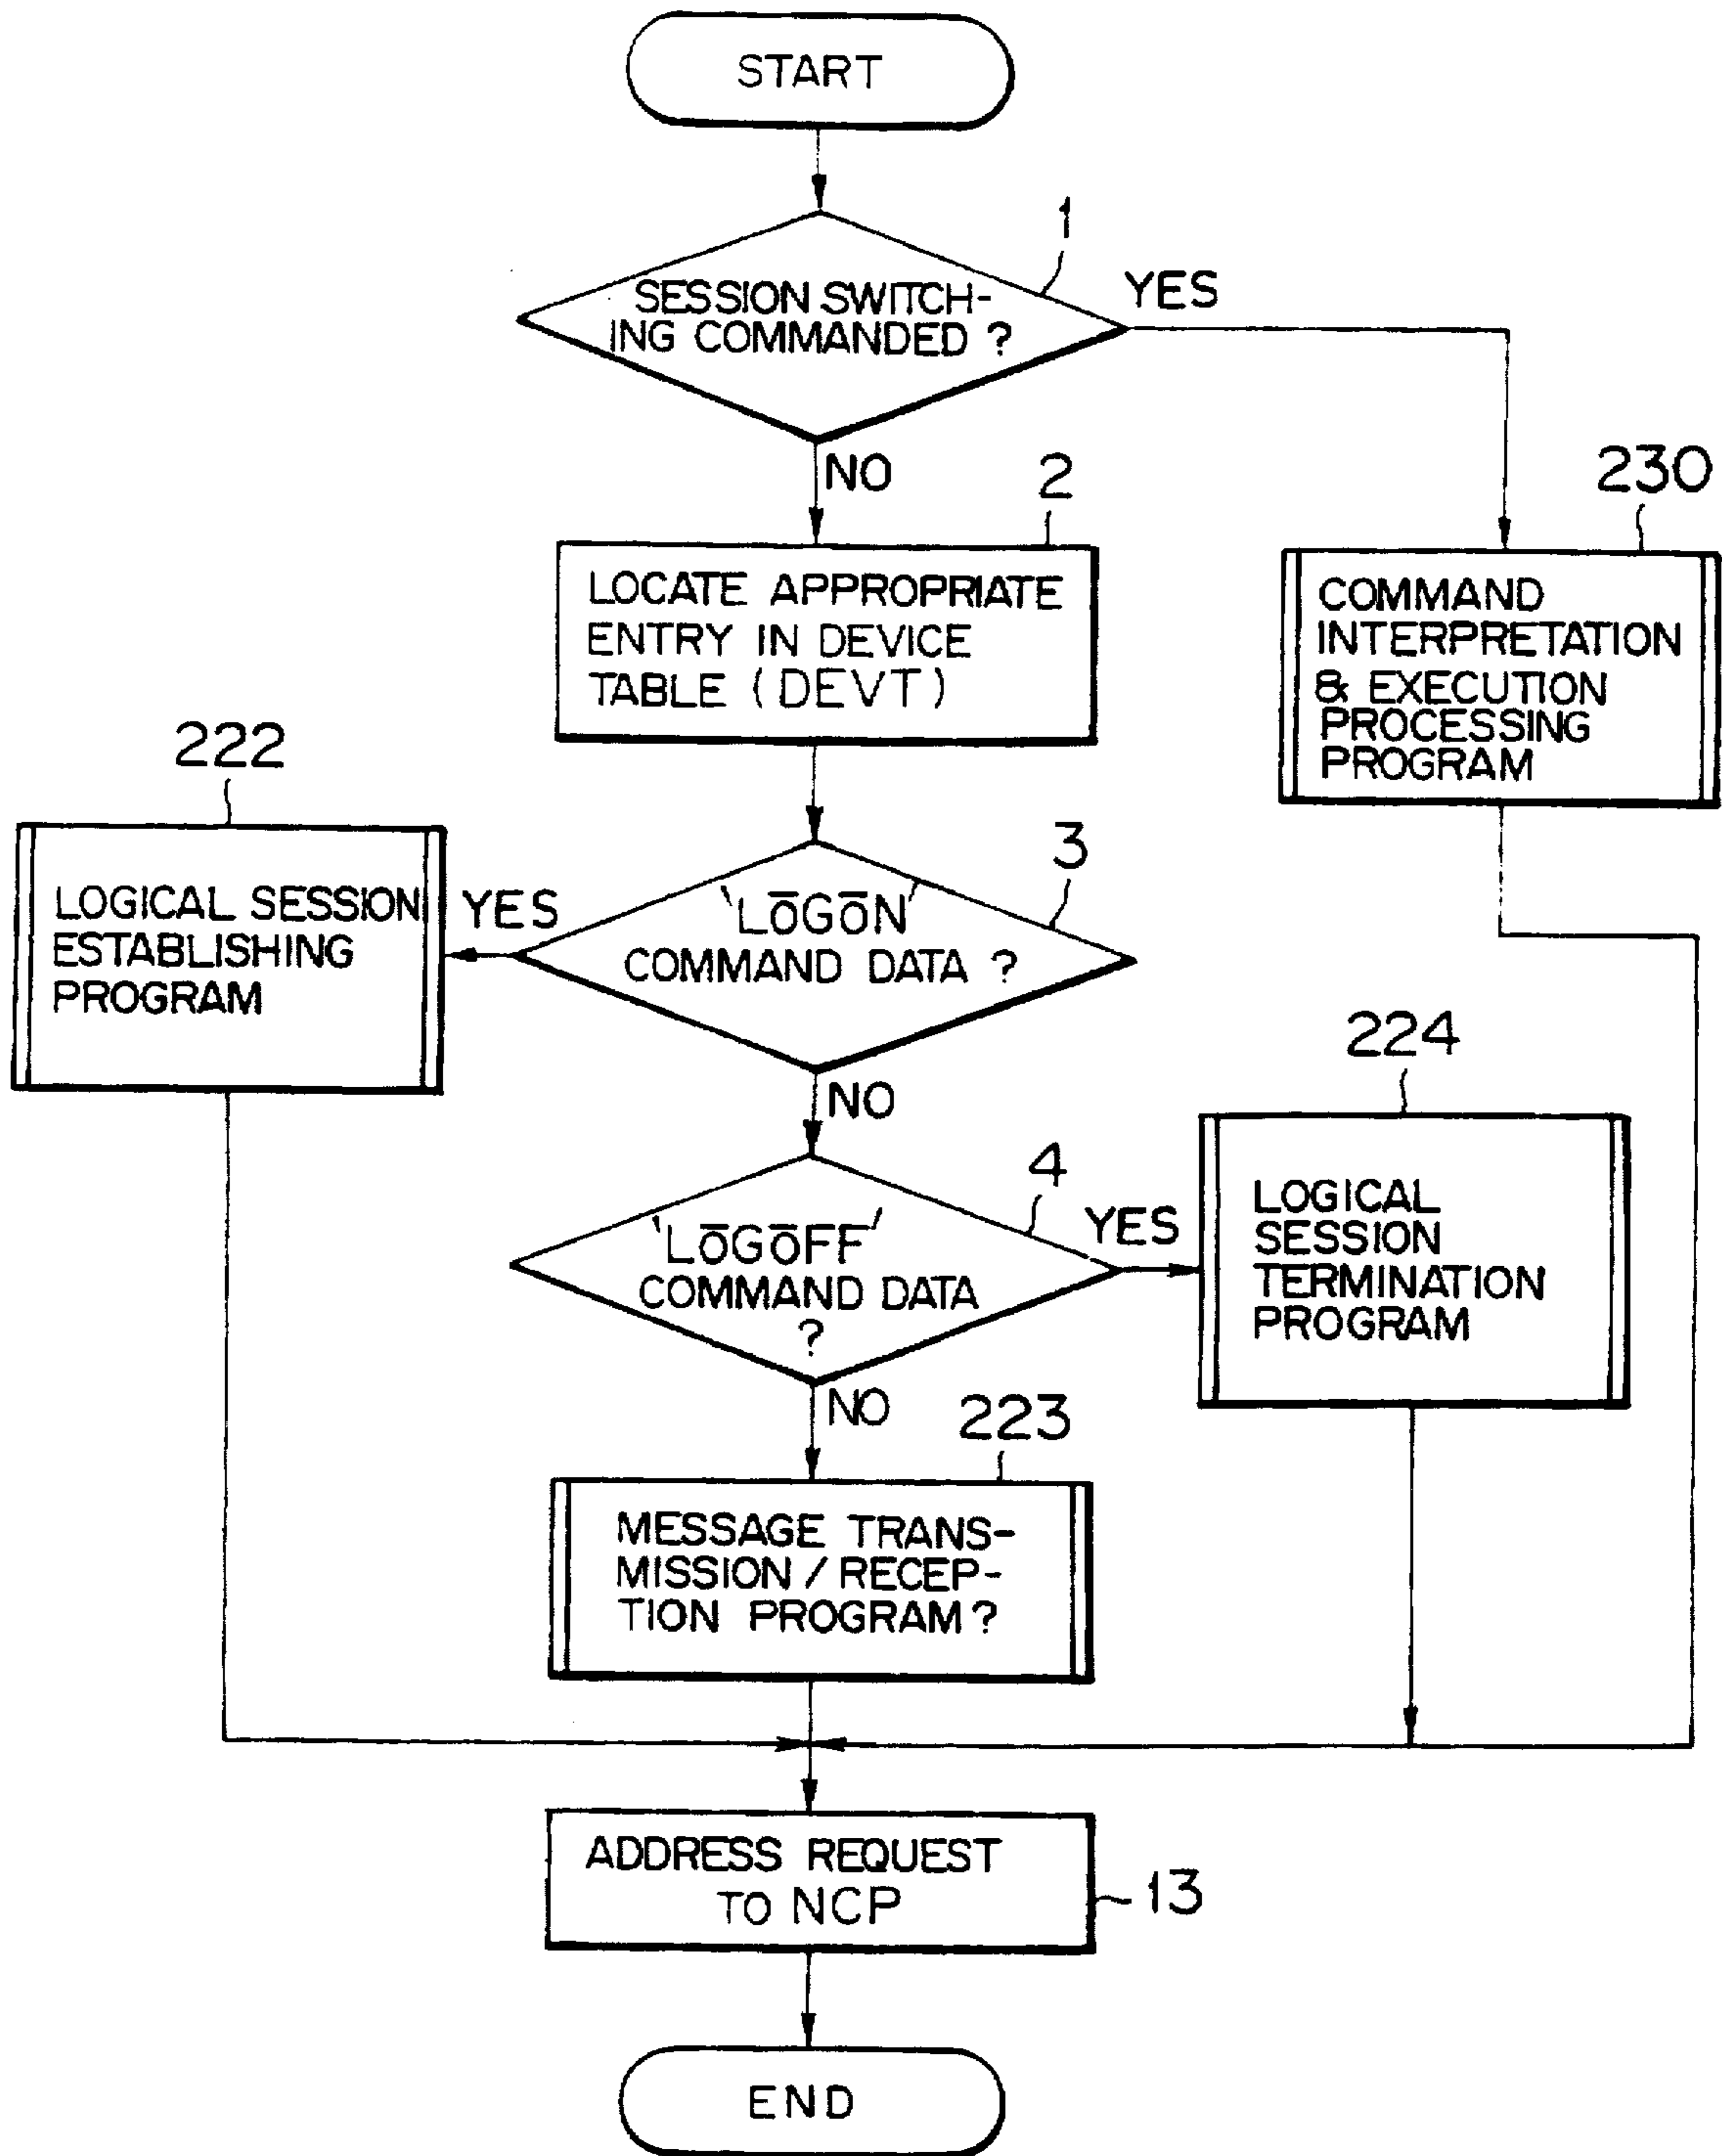 START
1
SESSION SWITCH-
ING COMMANDED ?
YES
NO
2
LOCATE APPROPRIATE
ENTRY IN DEVICE
TABLE (DEVT)
230
COMMAND
INTERPRETATION
& EXECUTION
PROCESSING
PROGRAM
222
LOGICAL SESSION
ESTABLISHING
PROGRAM
YES
3
'LŌGŌN'
COMMAND DATA ?
NO
4
'LŌGŌFF'
COMMAND DATA
?
YES
224
LOGICAL
SESSION
TERMINATION
PROGRAM
NO
223
MESSAGE TRANS-
MISSION / RECEP-
TION PROGRAM ?
ADDRESS REQUEST
TO NCP
13
END